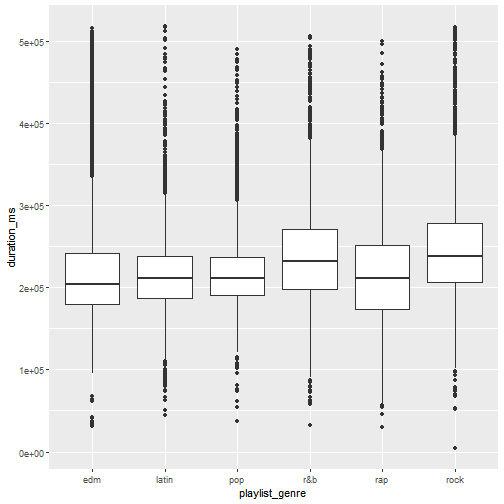 5e+05
4e+05
3e+05
2e+05
1e+05
0e+00
duration_ms
edm latin pop r&b rap rock
playlist_genre